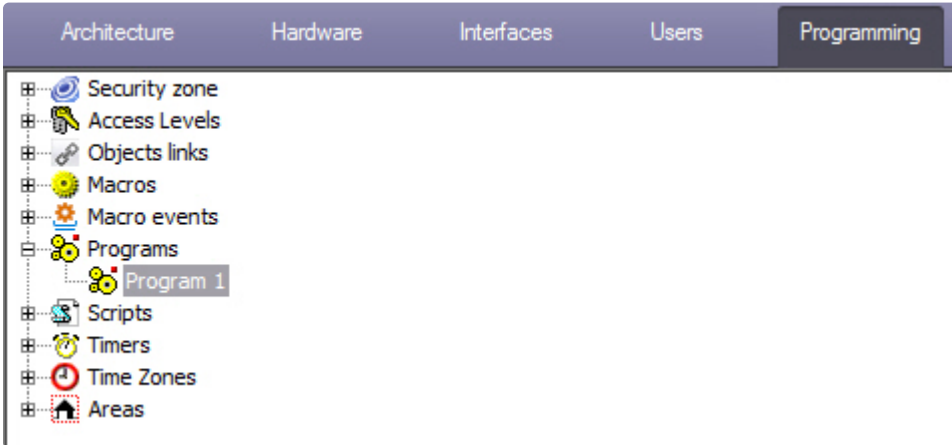 Architecture Hardware Interfaces Users Programming
Security zone
Access Levels
Objects links
Macros
Macro events
Programs
Program 1
Scripts
Timers
Time Zones
Areas